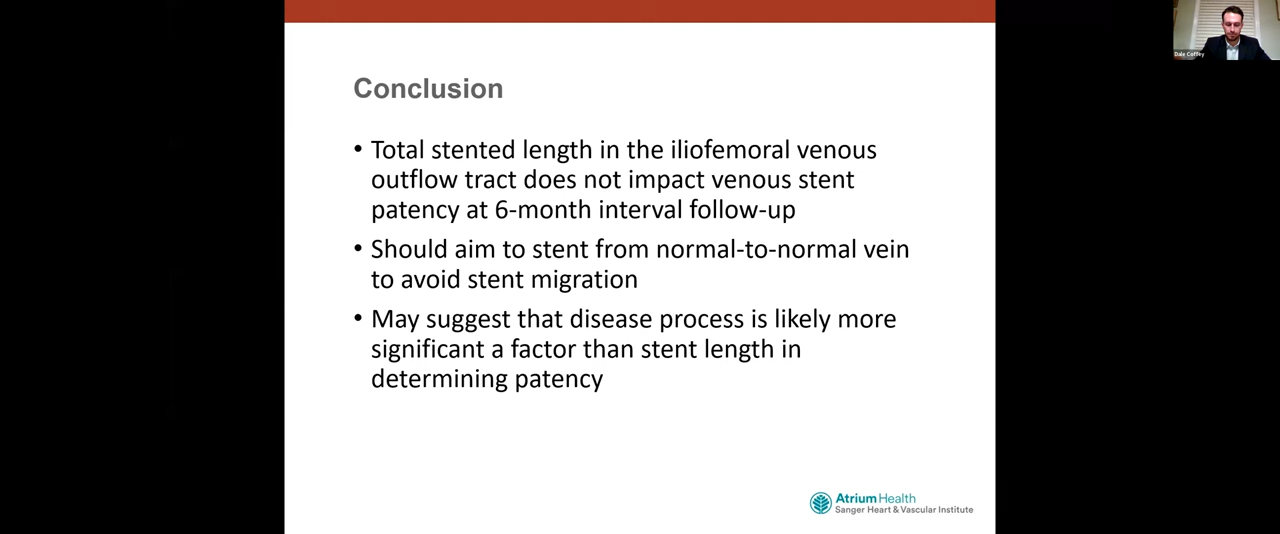 Conclusion
• Total stented length in the iliofemoral venous
outflow tract does not impact venous stent
patency at 6-month interval follow-up
• Should aim to stent from normal-to-normal vein
to avoid stent migration
• May suggest that disease process is likely more
significant a factor than stent length in
determining patency
Atrium Health
Sanger Heart & Vascular Institute
Dale Coffey